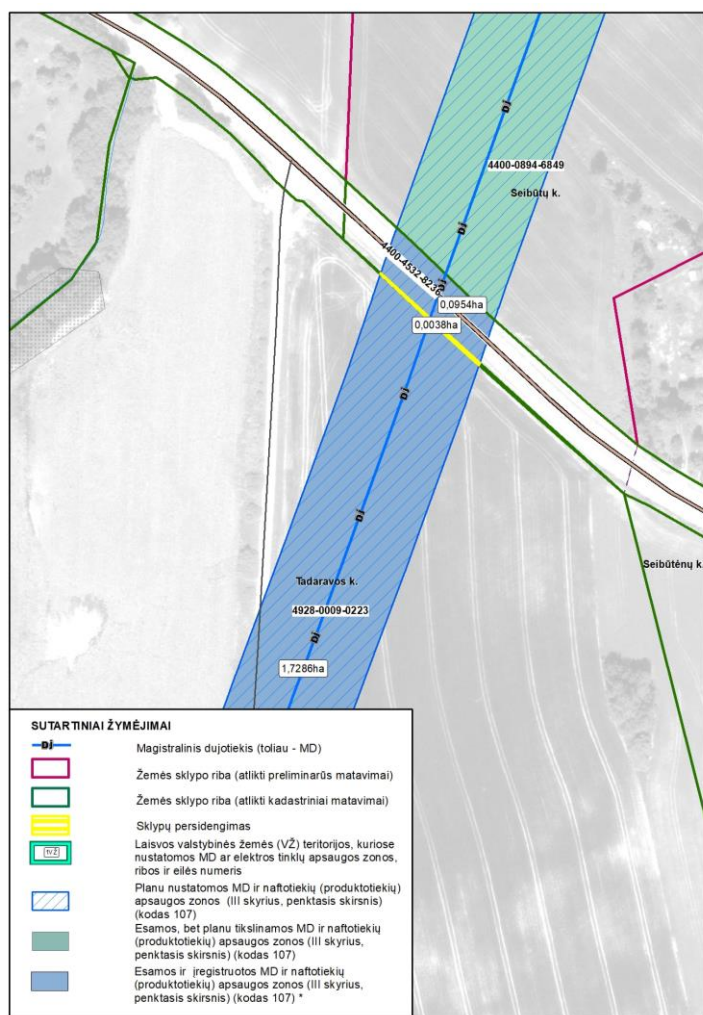 Dj
4400-0894-6849
Seibūtų k.
Dj
4400-4532-8236
Dj
0,0954ha
0,0038ha
Dj
Dj
Seibūtėnų k.
Tadaravos k.
4928-0009-0223
Dj
1,7286ha
SUTARTINIAI ŽYMĖJIMAI
Dj Magistralinis dujotiekis (toliau - MD)
Žemės sklypo riba (atlikti preliminarūs matavimai)
Žemės sklypo riba (atlikti kadastriniai matavimai)
Sklypų persidengimas
1VŽ Laisvos valstybinės žemės (VŽ) teritorijos, kuriose
nustatomos MD ar elektros tinklų apsaugos zonos,
ribos ir eilės numeris
Planu nustatomos MD ir naftotiekių (produktotiekių)
apsaugos zonos (III skyrius, penktasis skirsnis)
(kodas 107)
Esamos, bet planu tikslinamos MD ir naftotiekių
(produktotiekių) apsaugos zonos (III skyrius,
penktasis skirsnis) (kodas 107)
Esamos ir įregistruotos MD ir naftotiekių
(produktotiekių) apsaugos zonos (III skyrius,
penktasis skirsnis) (kodas 107) *